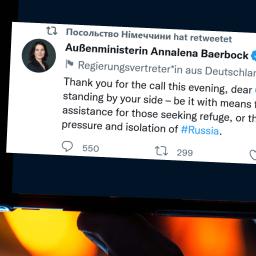 Посольство Німеччини hat retweetet
Außenministerin Annalena Baerbock
Regierungsvertreter*in aus Deutschlan
Thank you for the call this evening, dear
standing by your side – be it with means
assistance for those seeking refuge, or th
pressure and isolation of #Russia.
550 299